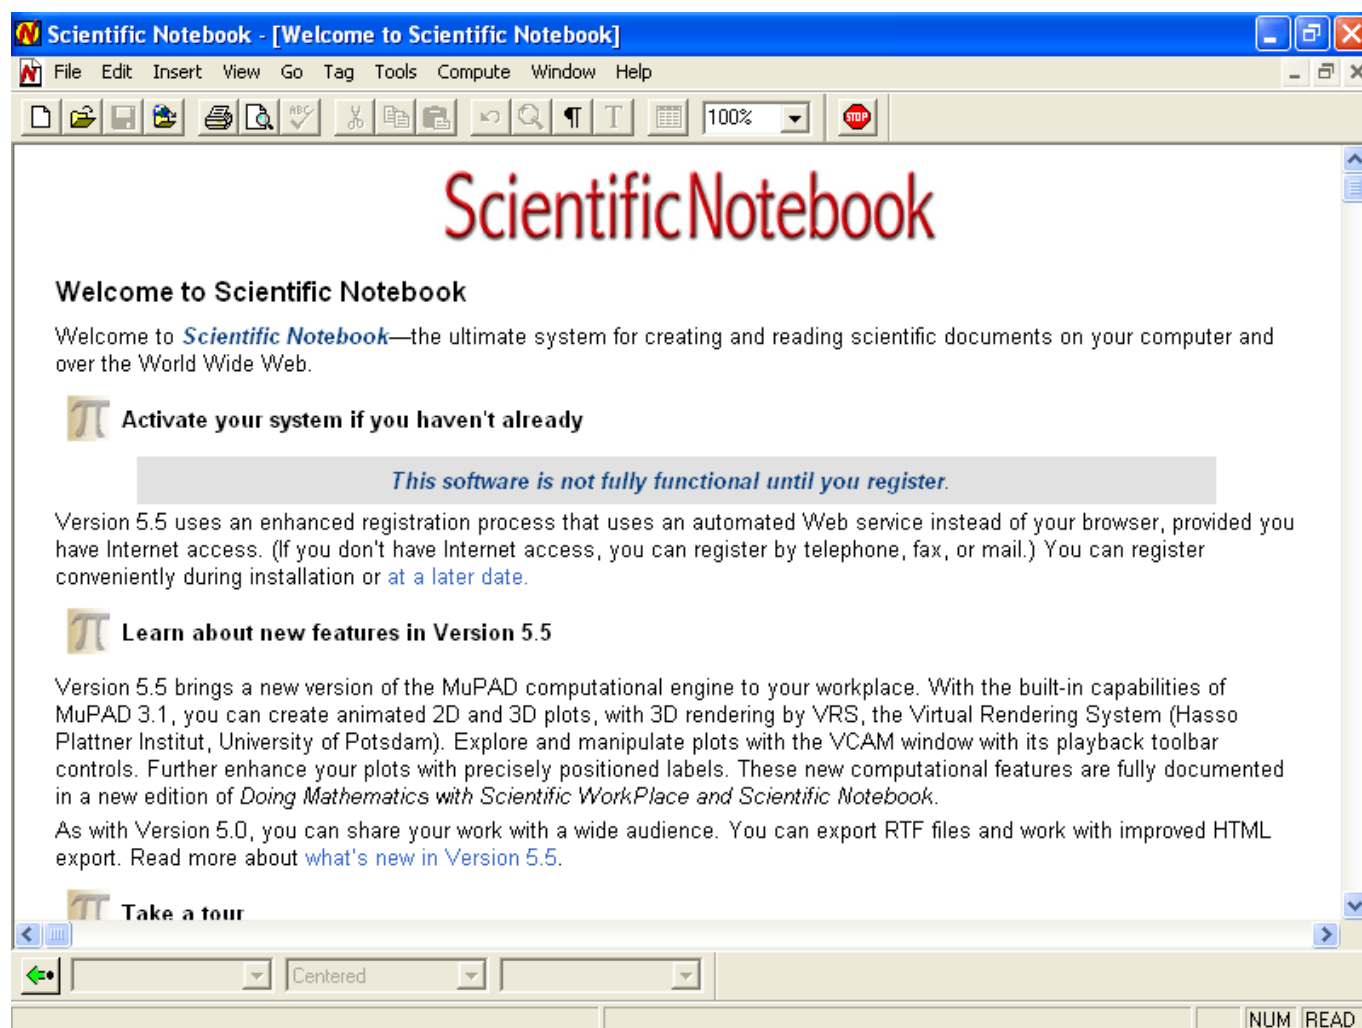 Scientific Notebook - [Welcome to Scientific Notebook]
File Edit Insert View Go Tag Tools Compute Window Help
ABC 100% STOP
Scientific Notebook
Welcome to Scientific Notebook
Welcome to Scientific Notebook—the ultimate system for creating and reading scientific documents on your computer and
over the World Wide Web.
π Activate your system if you haven't already
This software is not fully functional until you register.
Version 5.5 uses an enhanced registration process that uses an automated Web service instead of your browser, provided you
have Internet access. (If you don't have Internet access, you can register by telephone, fax, or mail.) You can register
conveniently during installation or at a later date.
π Learn about new features in Version 5.5
Version 5.5 brings a new version of the MuPAD computational engine to your workplace. With the built-in capabilities of
MuPAD 3.1, you can create animated 2D and 3D plots, with 3D rendering by VRS, the Virtual Rendering System (Hasso
Plattner Institut, University of Potsdam). Explore and manipulate plots with the VCAM window with its playback toolbar
controls. Further enhance your plots with precisely positioned labels. These new computational features are fully documented
in a new edition of Doing Mathematics with Scientific WorkPlace and Scientific Notebook.
As with Version 5.0, you can share your work with a wide audience. You can export RTF files and work with improved HTML
export. Read more about what's new in Version 5.5.
π Take a tour
Centered
NUM READ